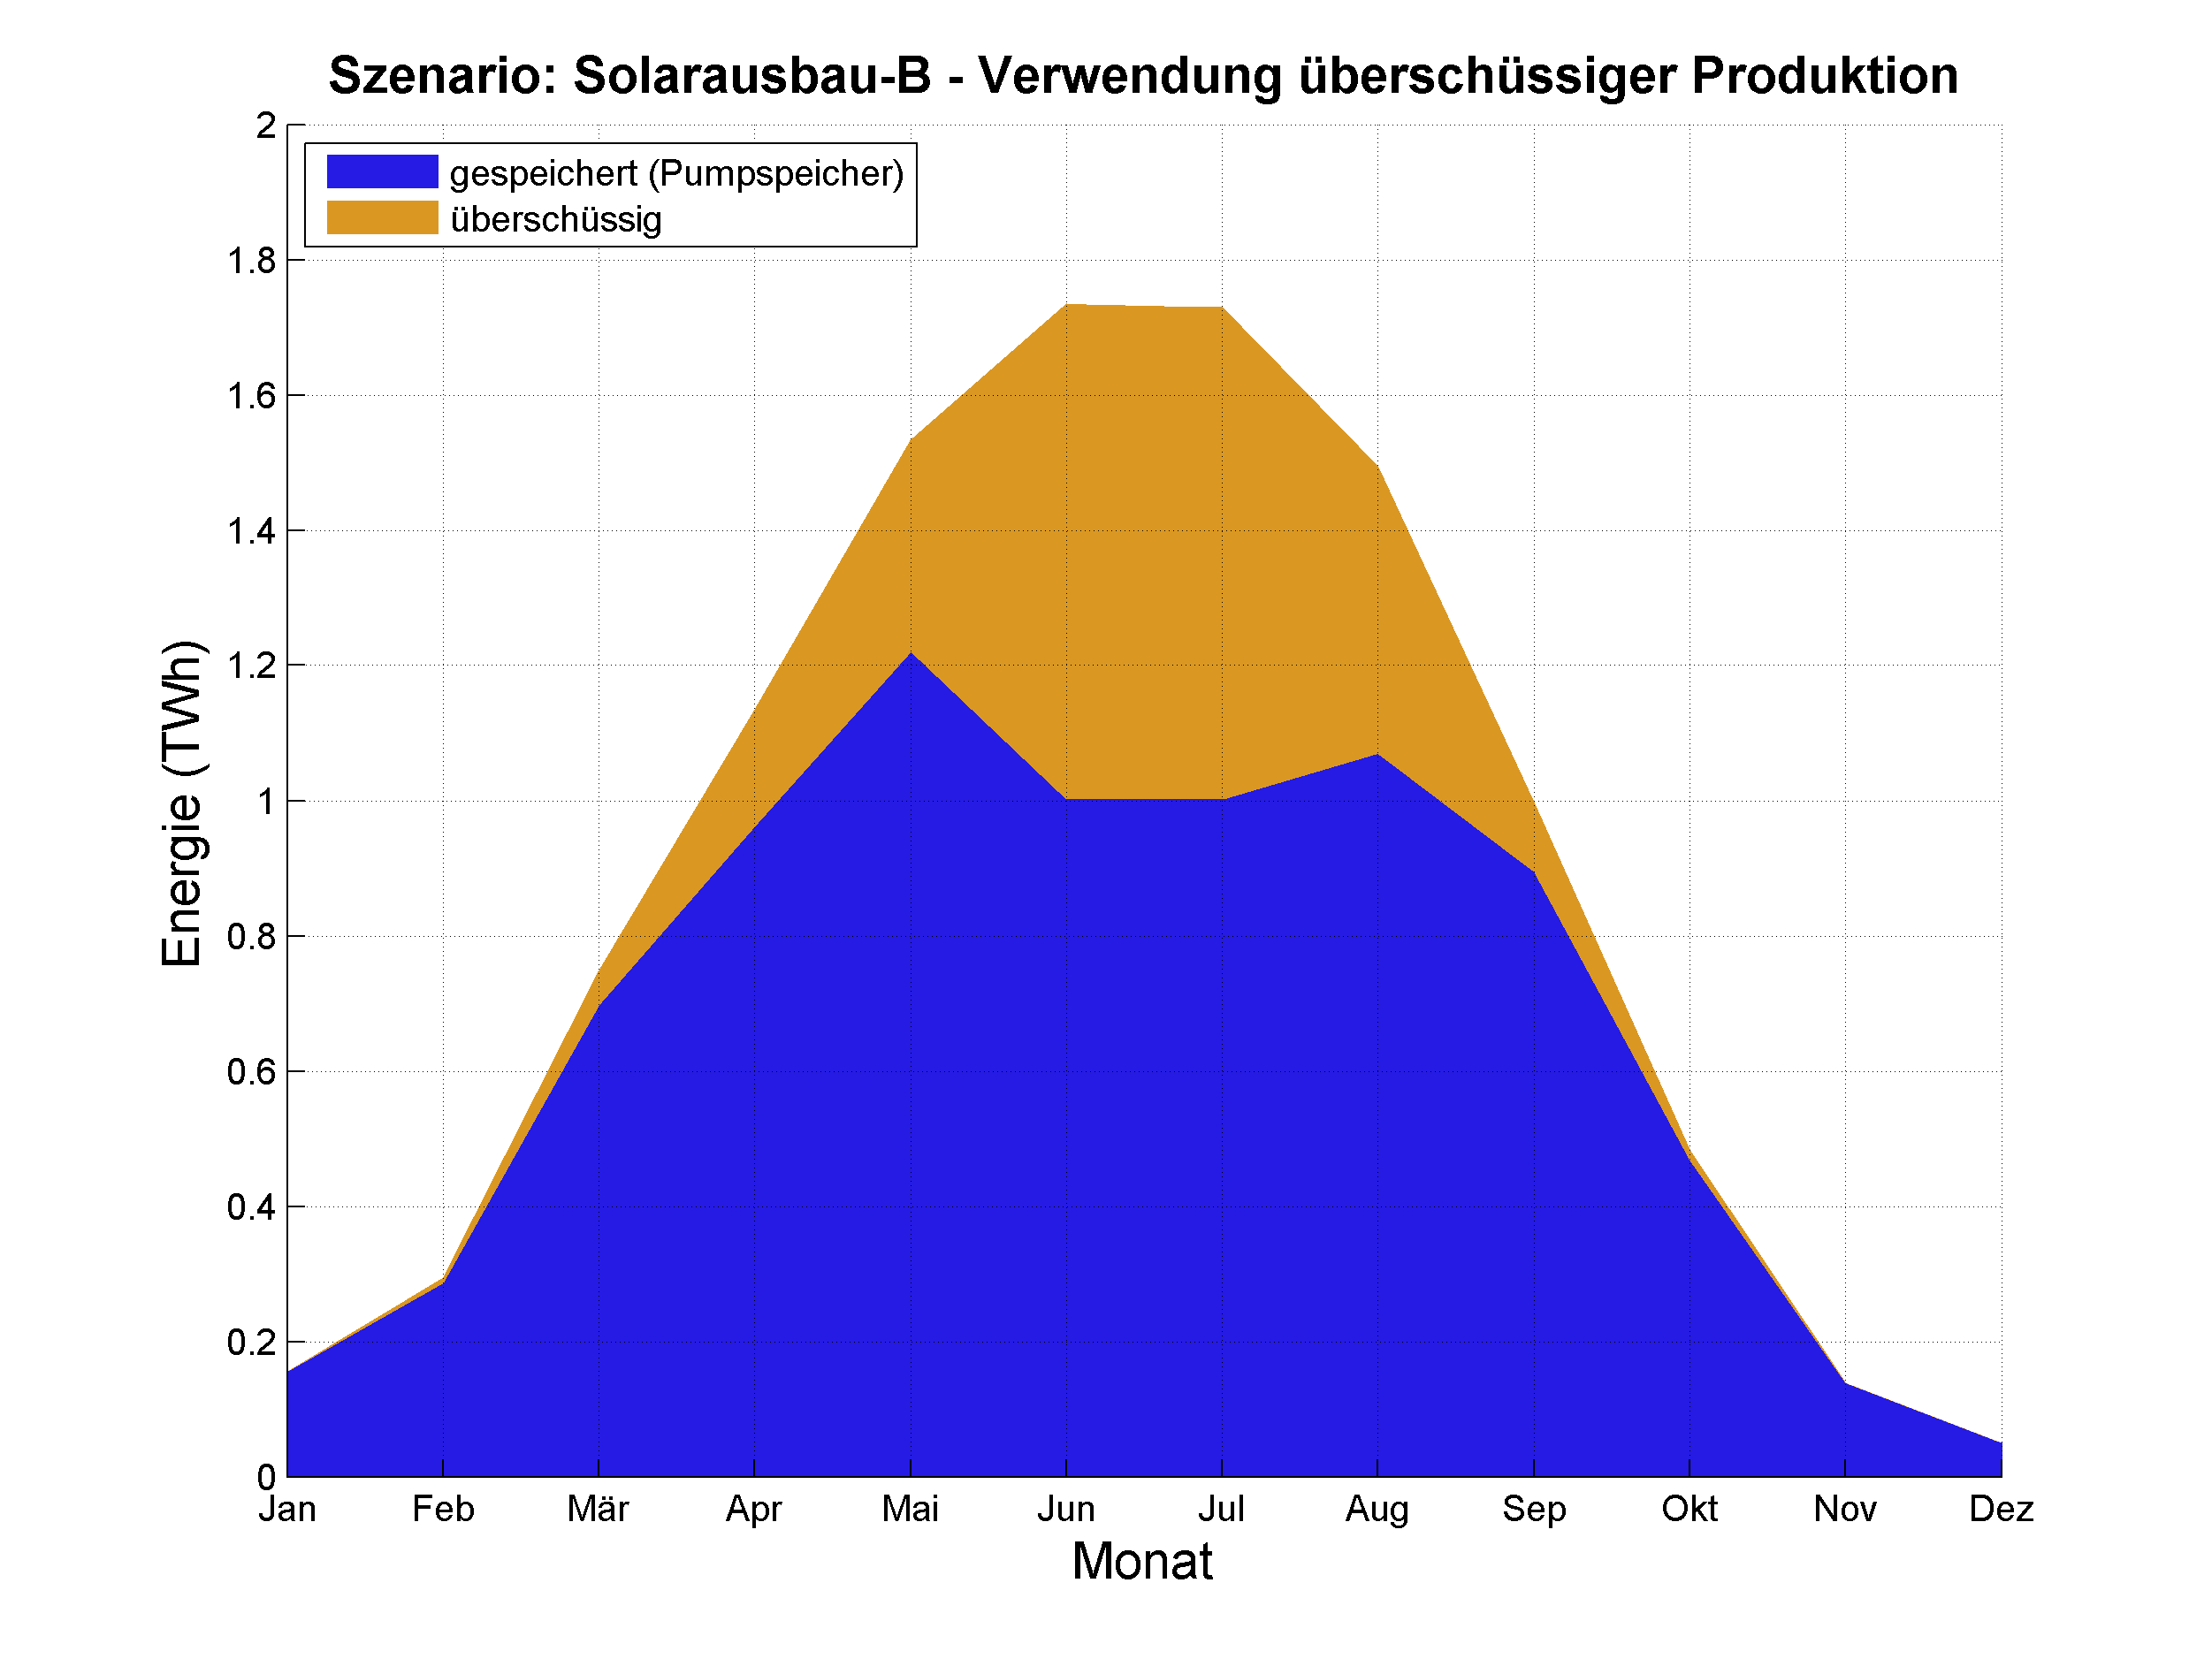 Szenario: Solarausbau-B - Verwendung überschüssiger Produktion
gespeichert (Pumpspeicher)
überschüssig
2
1.8
1.6
1.4
1.2
1
0.8
0.6
0.4
0.2
0
Energie (TWh)
Jan Feb Mär Apr Mai Jun Jul Aug Sep Okt Nov Dez
Monat